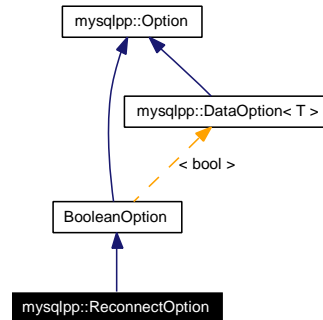 mysqlpp::Option
mysqlpp::DataOption< T >
< bool >
BooleanOption
mysqlpp::ReconnectOption